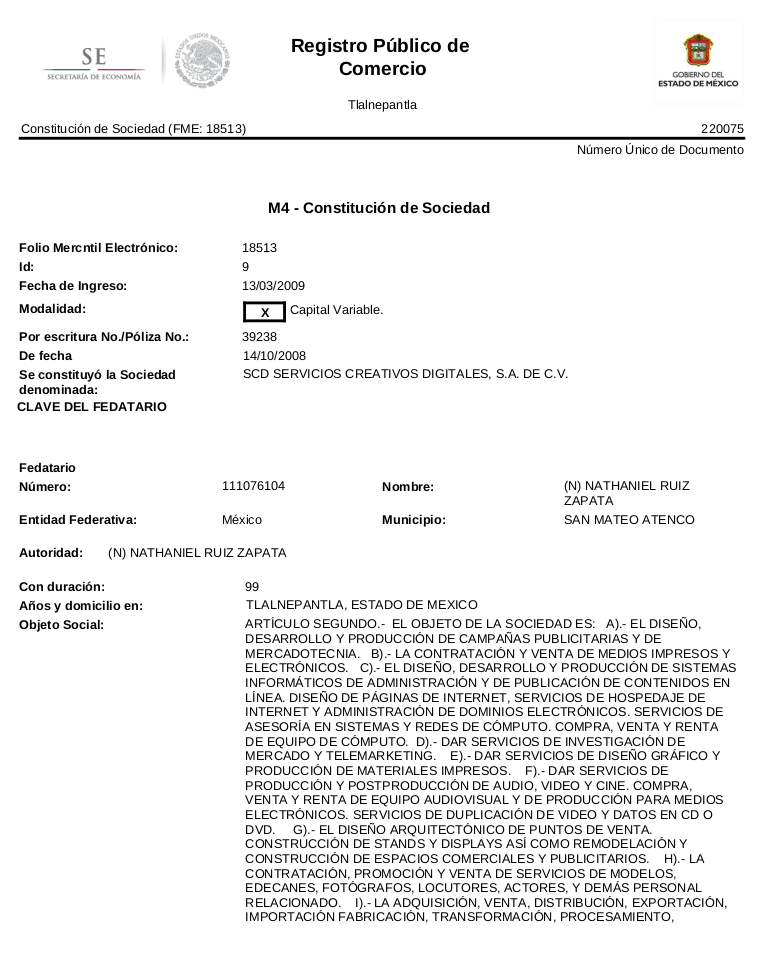 SE
SECRETARÍA DE ECONOMÍA
ESTADOS UNIDOS MEXICANOS
Registro Público de
Comercio
GOBIERNO DEL
ESTADO DE MÉXICO
Tlalnepantla
Constitución de Sociedad (FME: 18513) 220075
Número Único de Documento
M4 - Constitución de Sociedad
Folio Mercntil Electrónico: 18513
Id: 9
Fecha de Ingreso: 13/03/2009
Modalidad: X Capital Variable.
Por escritura No./Póliza No.: 39238
De fecha 14/10/2008
Se constituyó la Sociedad SCD SERVICIOS CREATIVOS DIGITALES, S.A. DE C.V.
denominada:
CLAVE DEL FEDATARIO
Fedatario
Número: 111076104 Nombre: (N) NATHANIEL RUIZ
ZAPATA
Entidad Federativa: México Municipio: SAN MATEO ATENCO
Autoridad: (N) NATHANIEL RUIZ ZAPATA
Con duración: 99
Años y domicilio en: TLALNEPANTLA, ESTADO DE MEXICO
Objeto Social: ARTÍCULO SEGUNDO.- EL OBJETO DE LA SOCIEDAD ES: A).- EL DISEÑO,
DESARROLLO Y PRODUCCIÓN DE CAMPAÑAS PUBLICITARIAS Y DE
MERCADOTECNIA. B).- LA CONTRATACIÓN Y VENTA DE MEDIOS IMPRESOS Y
ELECTRÓNICOS. C).- EL DISEÑO, DESARROLLO Y PRODUCCIÓN DE SISTEMAS
INFORMÁTICOS DE ADMINISTRACIÓN Y DE PUBLICACIÓN DE CONTENIDOS EN
LÍNEA. DISEÑO DE PÁGINAS DE INTERNET, SERVICIOS DE HOSPEDAJE DE
INTERNET Y ADMINISTRACIÓN DE DOMINIOS ELECTRÓNICOS. SERVICIOS DE
ASESORÍA EN SISTEMAS Y REDES DE CÓMPUTO. COMPRA, VENTA Y RENTA
DE EQUIPO DE CÓMPUTO. D).- DAR SERVICIOS DE INVESTIGACIÓN DE
MERCADO Y TELEMARKETING. E).- DAR SERVICIOS DE DISEÑO GRÁFICO Y
PRODUCCIÓN DE MATERIALES IMPRESOS. F).- DAR SERVICIOS DE
PRODUCCIÓN Y POSTPRODUCCIÓN DE AUDIO, VIDEO Y CINE. COMPRA,
VENTA Y RENTA DE EQUIPO AUDIOVISUAL Y DE PRODUCCIÓN PARA MEDIOS
ELECTRÓNICOS. SERVICIOS DE DUPLICACIÓN DE VIDEO Y DATOS EN CD O
DVD. G).- EL DISEÑO ARQUITECTÓNICO DE PUNTOS DE VENTA.
CONSTRUCCIÓN DE STANDS Y DISPLAYS ASÍ COMO REMODELACIÓN Y
CONSTRUCCIÓN DE ESPACIOS COMERCIALES Y PUBLICITARIOS. H).- LA
CONTRATACIÓN, PROMOCIÓN Y VENTA DE SERVICIOS DE MODELOS,
EDECANES, FOTÓGRAFOS, LOCUTORES, ACTORES, Y DEMÁS PERSONAL
RELACIONADO. I).- LA ADQUISICIÓN, VENTA, DISTRIBUCIÓN, EXPORTACIÓN,
IMPORTACIÓN FABRICACIÓN, TRANSFORMACIÓN, PROCESAMIENTO,